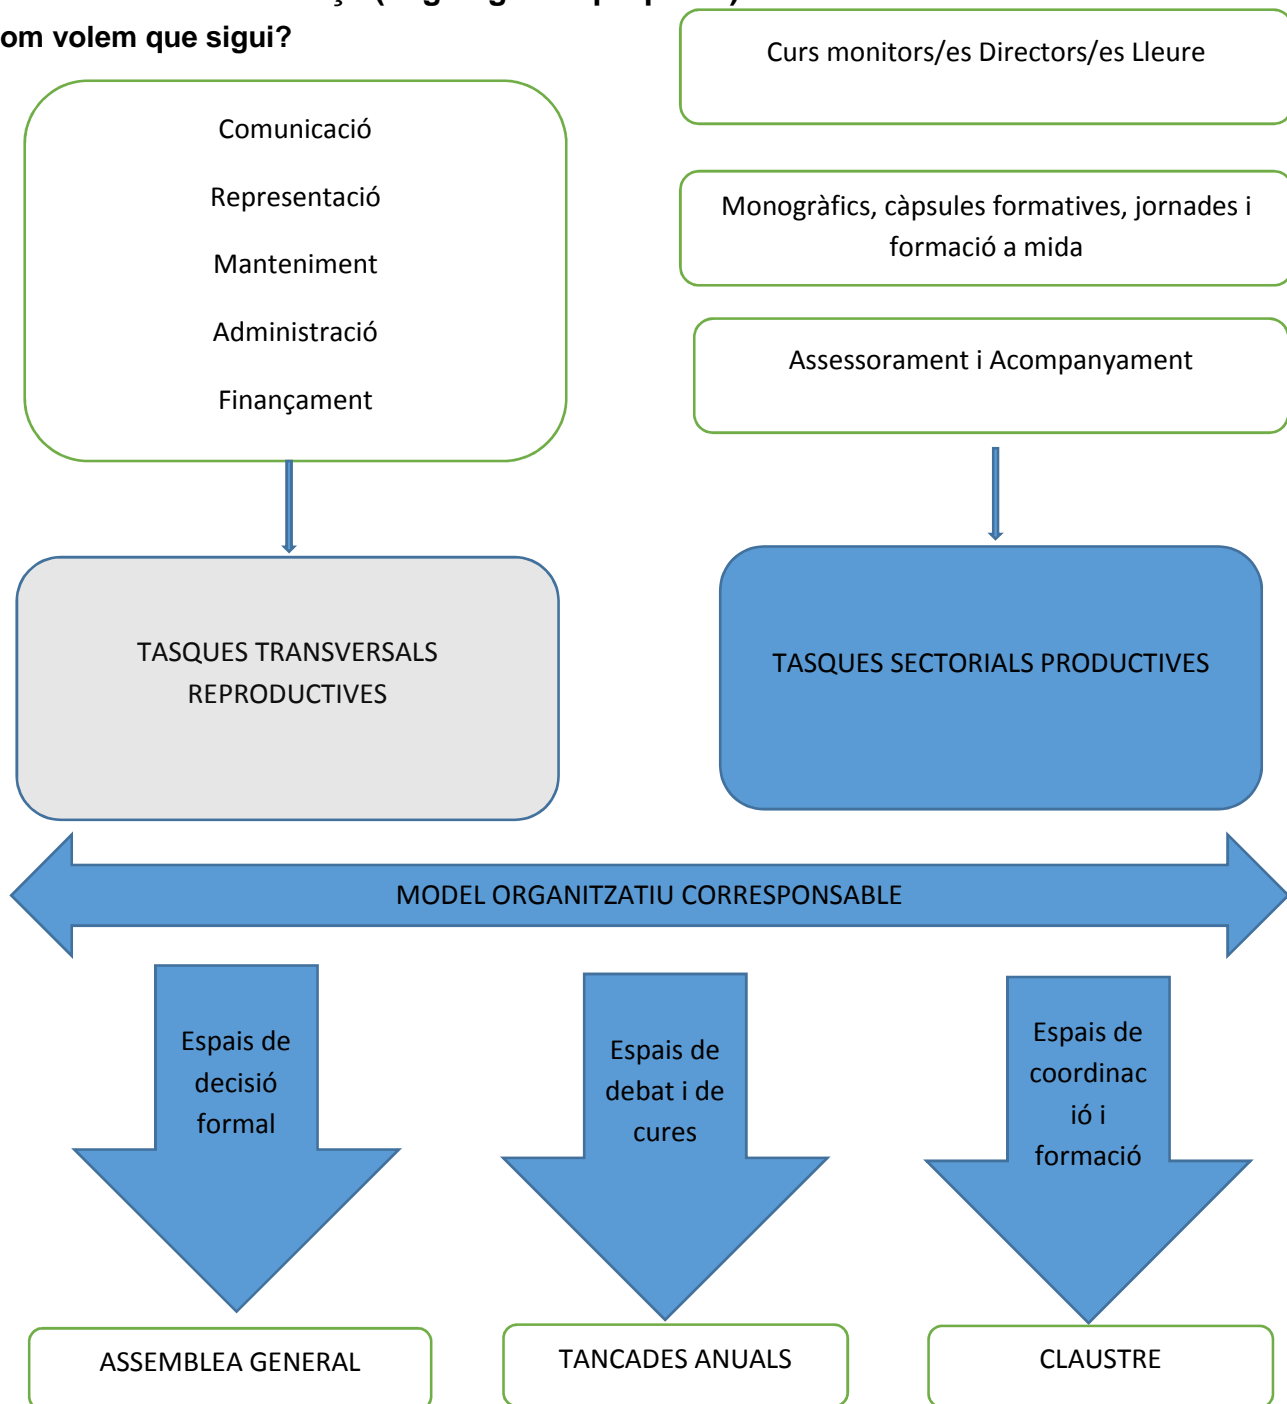 om volem que sigui?
Curs monitors/es Directors/es Lleure
Comunicació
Representació
Manteniment
Administració
Finançament
Monogràfics, càpsules formatives, jornades i
formació a mida
Assessorament i Acompanyament
TASQUES TRANSVERSALS
REPRODUCTIVES
TASQUES SECTORIALS PRODUCTIVES
MODEL ORGANITZATIU CORRESPONSABLE
Espais de
decisió
formal
Espais de
debat i de
cures
Espais de
coordinac
ió i
formació
ASSEMBLEA GENERAL
TANCADES ANUALS
CLAUSTRE